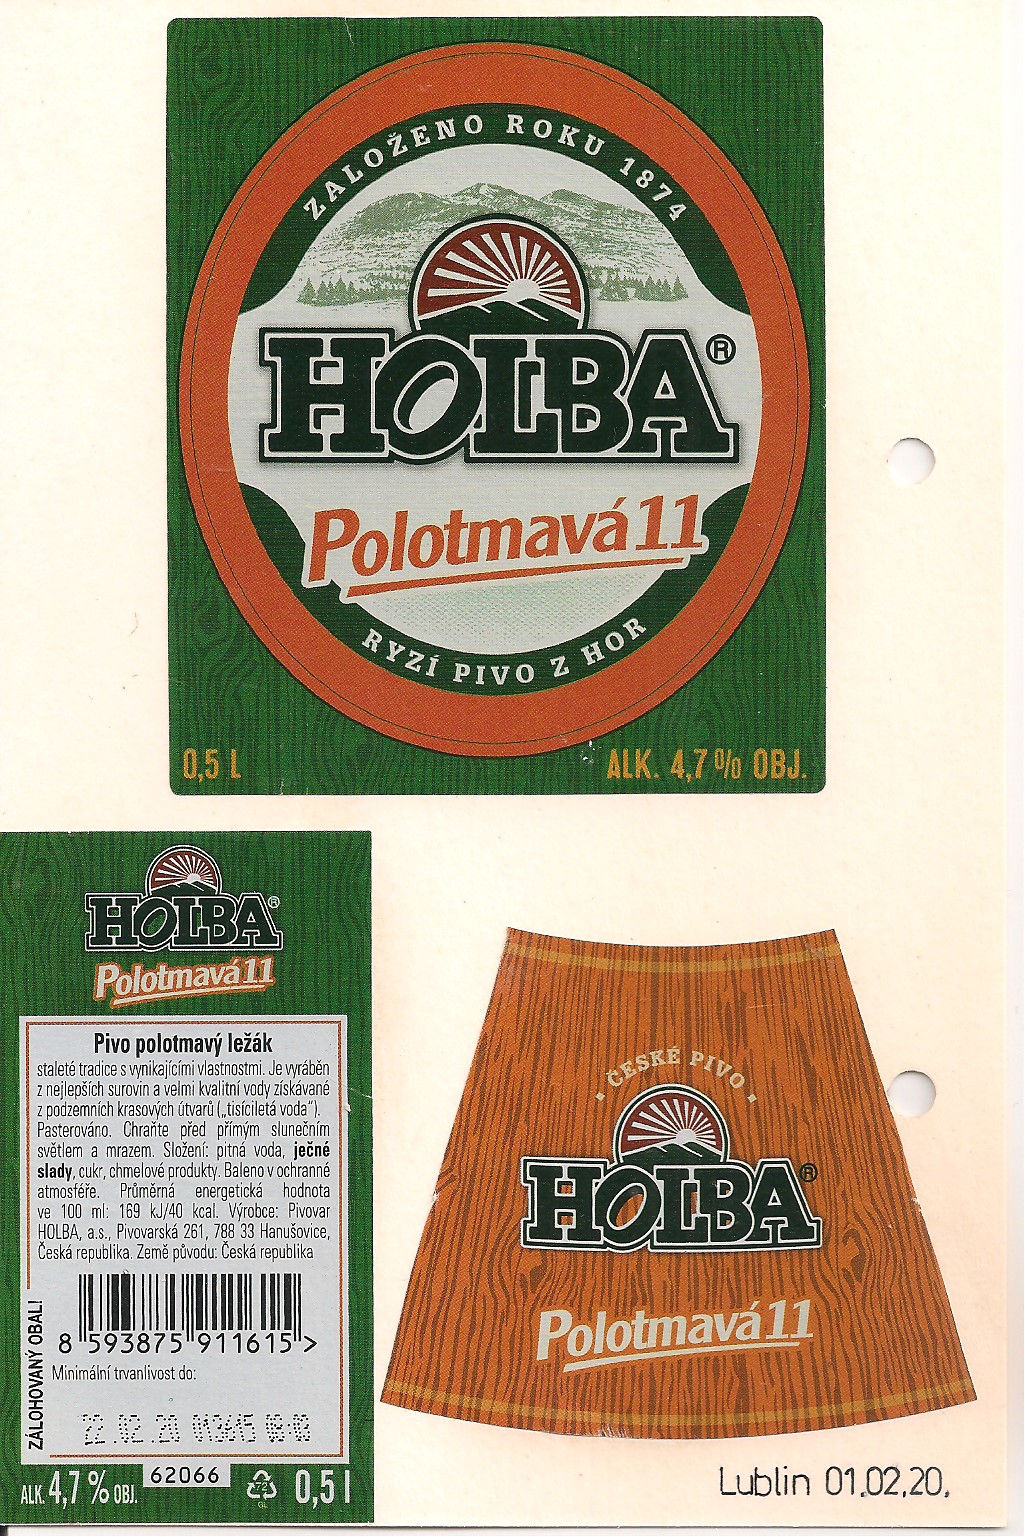 ZALOŽENO ROKU 1874
HOLBA®
Polotmavá 11
RYZÍ PIVO Z HOR
0,5 L
ALK. 4,7% OBJ.
HOLBA®
Polotmavá 11
Pivo polotmavý ležák
staleté tradice s vynikajícími vlastnostmi. Je vyráběn
z nejlepších surovin a velmi kvalitní vody získávané
z podzemních krasových útvarů („tisíciletá voda“).
Pasterováno. Chraňte před přímým slunečním
světlem a mrazem. Složení: pitná voda, ječné
slady, cukr, chmelové produkty. Baleno v ochranné
atmosféře. Průměrná energetická hodnota
ve 100 ml: 169 kJ/40 kcal. Výrobce: Pivovar
HOLBA, a.s., Pivovarská 261, 788 33 Hanušovice,
Česká republika. Země původu: Česká republika
8 593875 911615 >
ZÁLOHOVANÝ OBAL!
Minimální trvanlivost do:
22.02.20
ALK. 4,7 % OBJ.
62066
72
GL
0,5 l
ČESKÉ PIVO
HOLBA®
Polotmavá 11
Lublin 01.02.20.